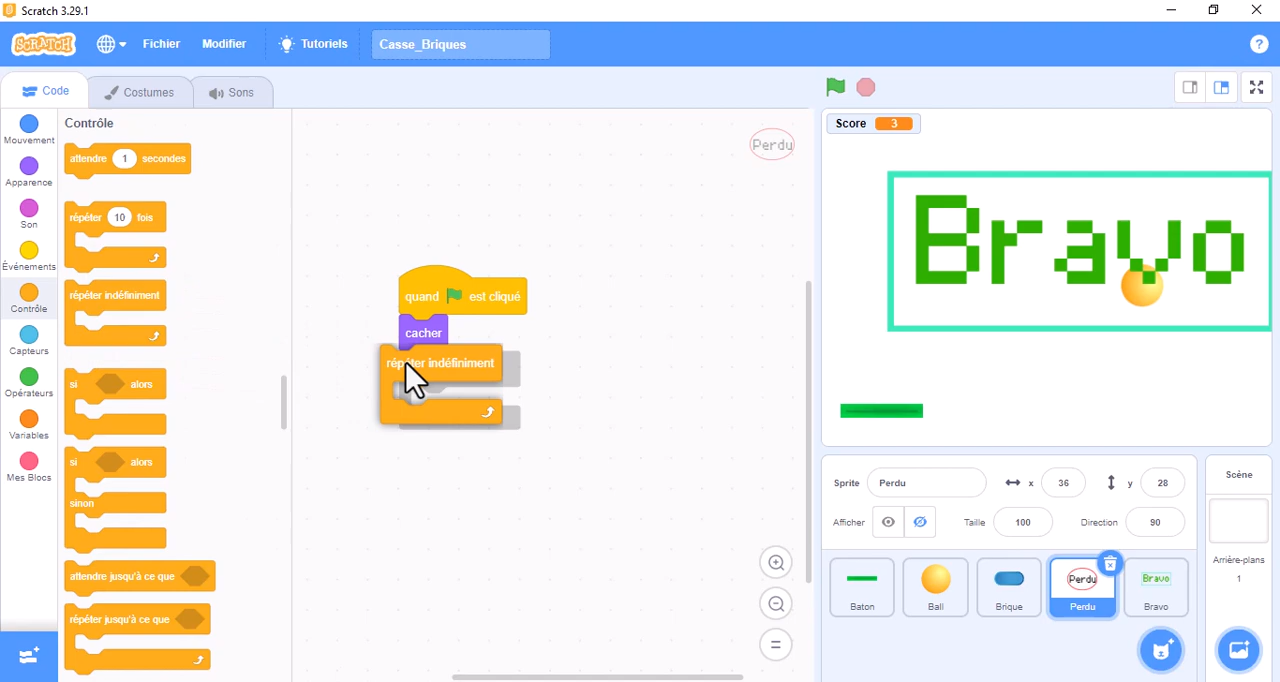 Scratch 3.29.1
SCRATCH Fichier Modifier Tutoriels Casse_Briques ?
Code Costumes Sons
Mouvement
Apparence
Son
Événements
Contrôle
Capteurs
Opérateurs
Variables
Mes Blocs
Contrôle
attendre 1 secondes
répéter 10 fois
répéter indéfiniment
si alors
si alors
sinon
attendre jusqu'à ce que
répéter jusqu'à ce que
Perdu
quand est cliqué
cacher
répéter indéfiniment
Score 3
Bravo
Sprite Perdu x 36 y 28
Afficher Taille 100 Direction 90
Baton
Ball
Brique
Perdu
Perdu
Bravo
Bravo
Scène
Arrière-plans
1